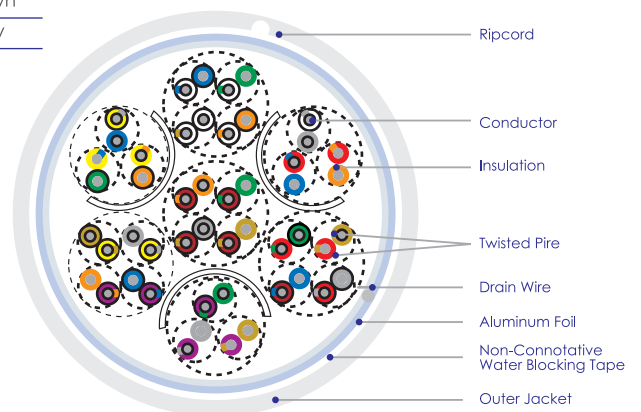 Ripcord
Conductor
Insulation
Twisted Pire
Drain Wire
Aluminum Foil
Non-Connotative
Water Blocking Tape
Outer Jacket